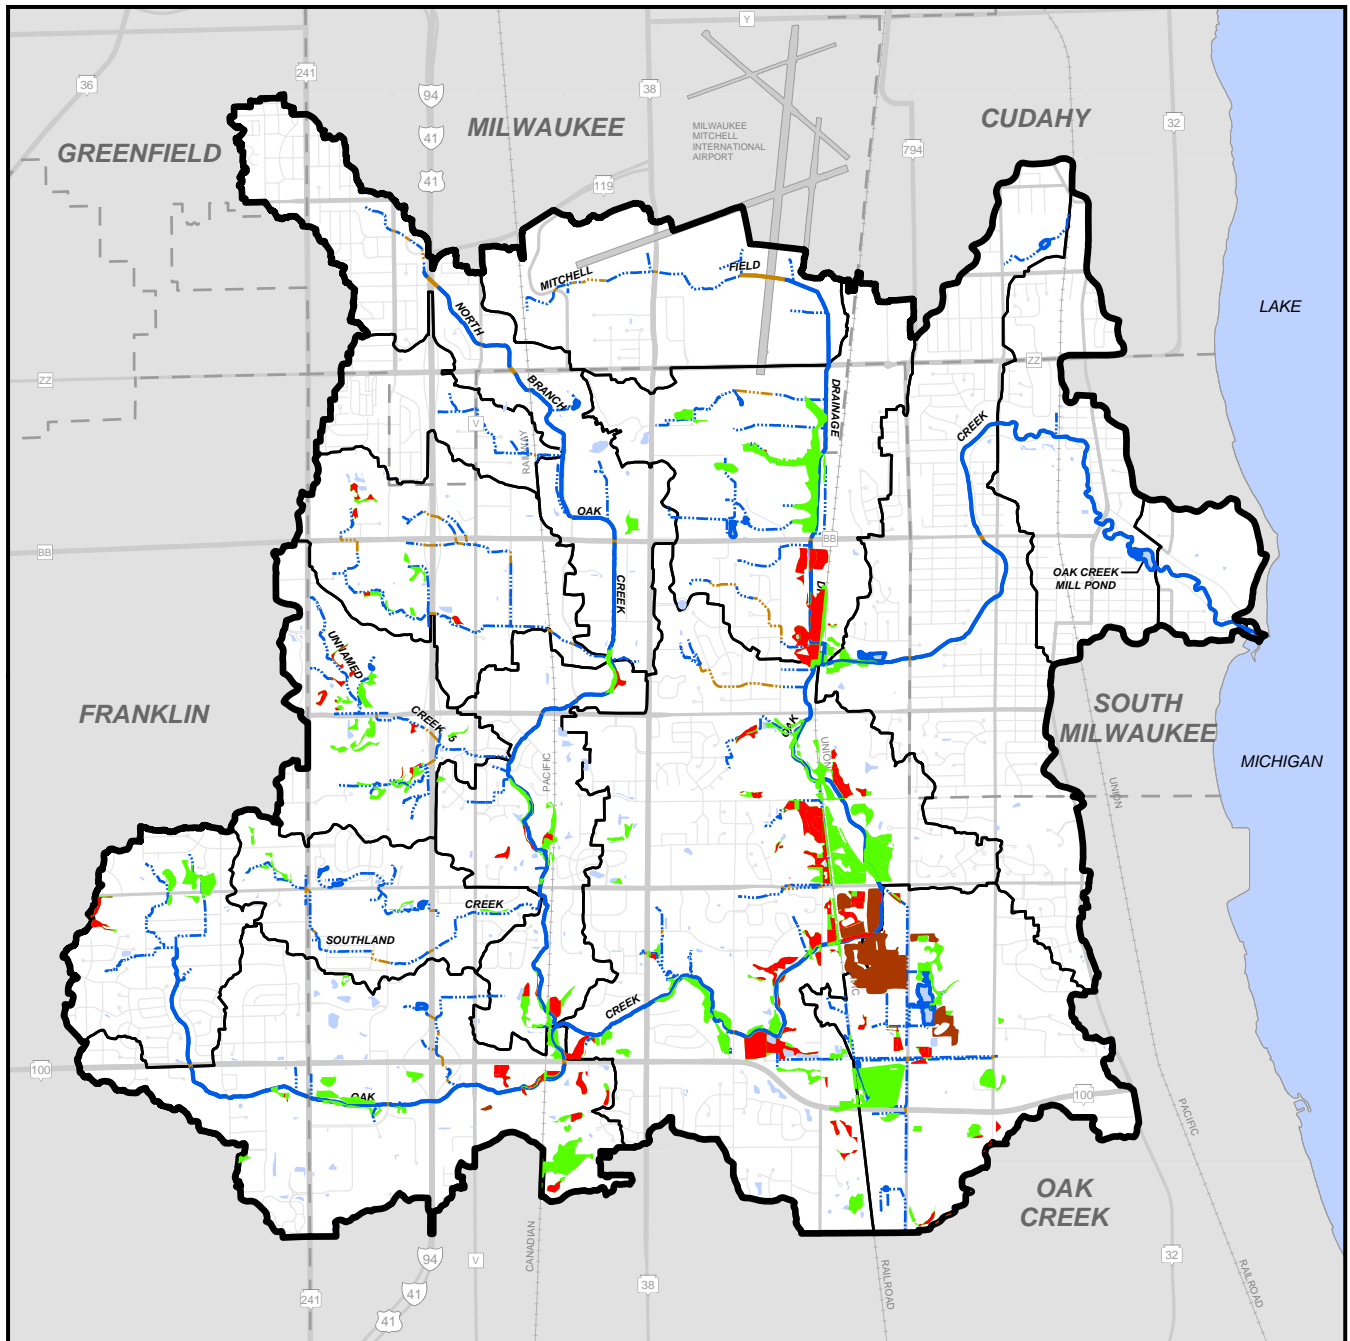 Y
36
241
94
41
41
38
119
MILWAUKEE
GREENFIELD
MILWAUKEE
MITCHELL
INTERNATIONAL
AIRPORT
CUDAHY
794
32
MITCHELL
FIELD
DRAINAGE
NORTH
BRANCH
OAK
CREEK
LAKE
ZZ
ZZ
V
RAILWAY
CREEK
BB
BB
OAK CREEK
MILL POND
UNNAMED
CREEK 5
FRANKLIN
SOUTH
MILWAUKEE
MICHIGAN
PACIFIC
OAK
UNION
UNION
CREEK
SOUTHLAND
CREEK
OAK
100
100
PACIFIC
OAK
CREEK
CANADIAN
94
41
41
241
V
38
32
RAILROAD
RAILROAD